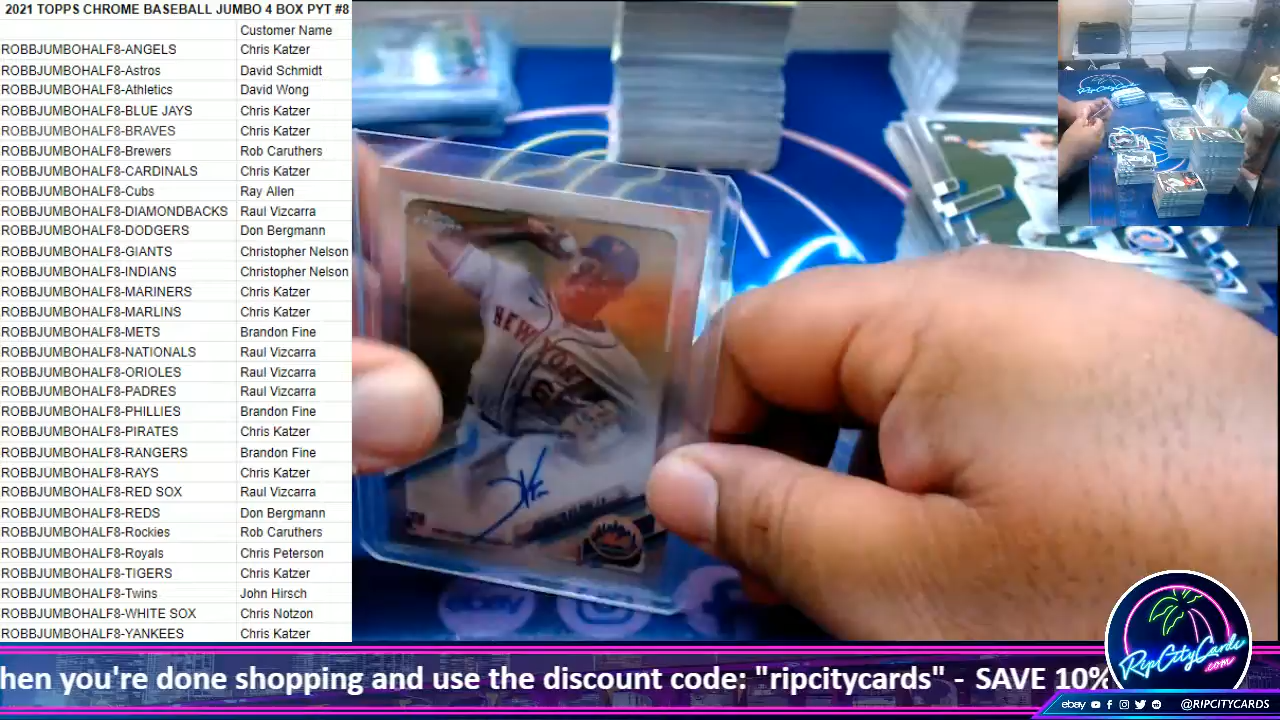 2021 TOPPS CHROME BASEBALL JUMBO 4 BOX PYT #8
Customer Name
ROBBJUMBOHALF8-ANGELS Chris Katzer
ROBBJUMBOHALF8-Astros David Schmidt
ROBBJUMBOHALF8-Athletics David Wong
ROBBJUMBOHALF8-BLUE JAYS Chris Katzer
ROBBJUMBOHALF8-BRAVES Chris Katzer
ROBBJUMBOHALF8-Brewers Rob Caruthers
ROBBJUMBOHALF8-CARDINALS Chris Katzer
ROBBJUMBOHALF8-Cubs Ray Allen
ROBBJUMBOHALF8-DIAMONDBACKS Raul Vizcarra
ROBBJUMBOHALF8-DODGERS Don Bergmann
ROBBJUMBOHALF8-GIANTS Christopher Nelson
ROBBJUMBOHALF8-INDIANS Christopher Nelson
ROBBJUMBOHALF8-MARINERS Chris Katzer
ROBBJUMBOHALF8-MARLINS Chris Katzer
ROBBJUMBOHALF8-METS Brandon Fine
ROBBJUMBOHALF8-NATIONALS Raul Vizcarra
ROBBJUMBOHALF8-ORIOLES Raul Vizcarra
ROBBJUMBOHALF8-PADRES Raul Vizcarra
ROBBJUMBOHALF8-PHILLIES Brandon Fine
ROBBJUMBOHALF8-PIRATES Chris Katzer
ROBBJUMBOHALF8-RANGERS Brandon Fine
ROBBJUMBOHALF8-RAYS Chris Katzer
ROBBJUMBOHALF8-RED SOX Raul Vizcarra
ROBBJUMBOHALF8-REDS Don Bergmann
ROBBJUMBOHALF8-Rockies Rob Caruthers
ROBBJUMBOHALF8-Royals Chris Peterson
ROBBJUMBOHALF8-TIGERS Chris Katzer
ROBBJUMBOHALF8-Twins John Hirsch
ROBBJUMBOHALF8-WHITE SOX Chris Notzon
ROBBJUMBOHALF8-YANKEES Chris Katzer
NEW YORK
Mets
hen you're done shopping and use the discount code: "ripcitycards" - SAVE 10%
RipCityCards
.com
ebay @RIPCITYCARDS